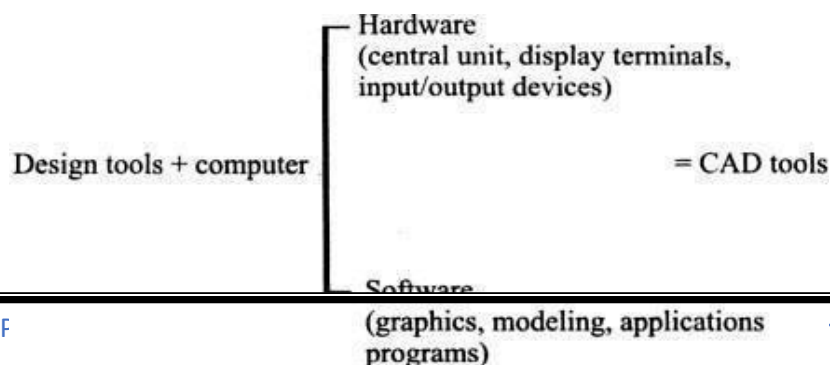 Hardware
(central unit, display terminals,
input/output devices)
Design tools + computer = CAD tools
Software
(graphics, modeling, applications
programs)